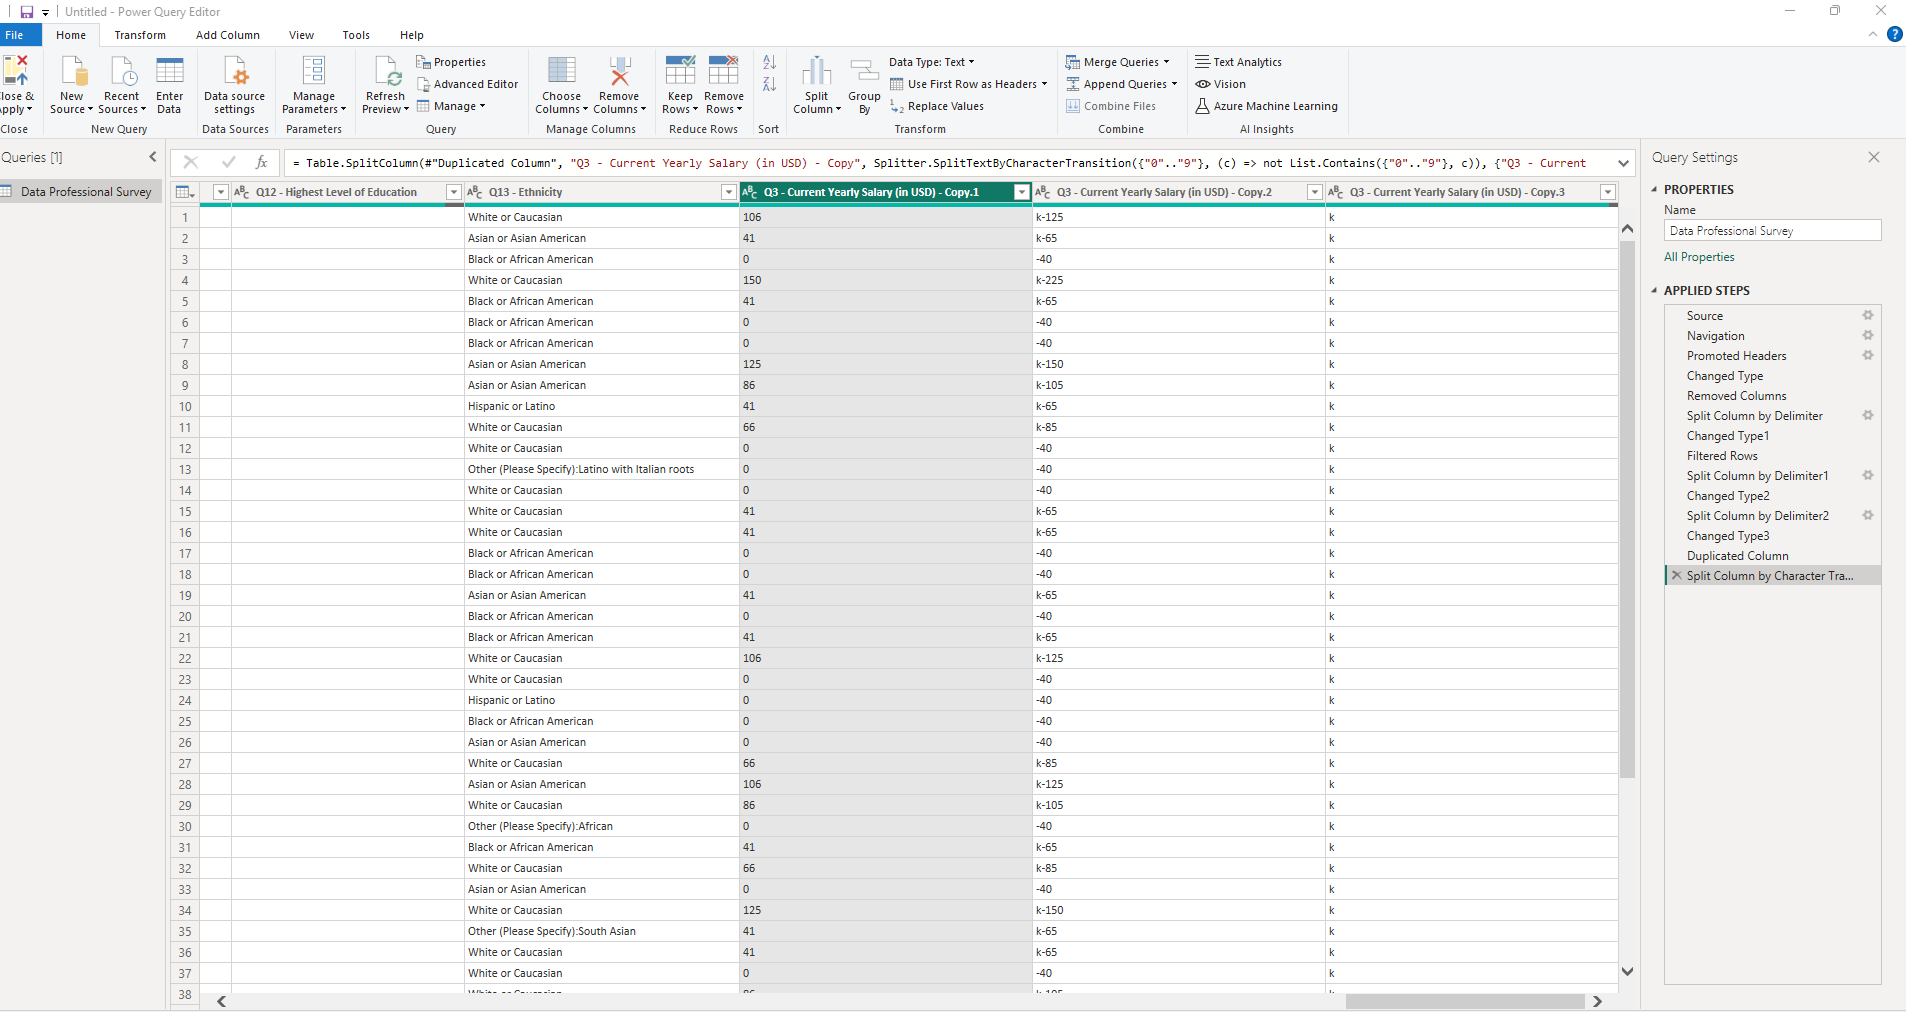 Untitled - Power Query Editor
File Home Transform Add Column View Tools Help
lose & pply
New Source
Recent Sources
Enter Data
Data source settings
Manage Parameters
Refresh Preview
Properties
Advanced Editor
Manage
Choose Columns
Remove Columns
Keep Rows
Remove Rows
Split Column
Group By
Data Type: Text
Use First Row as Headers
Replace Values
Merge Queries
Append Queries
Combine Files
Text Analytics
Vision
Azure Machine Learning
Close New Query Data Sources Parameters Query Manage Columns Reduce Rows Sort Transform Combine AI Insights
Queries [1]
Data Professional Survey
fx = Table.SplitColumn(#"Duplicated Column", "Q3 - Current Yearly Salary (in USD) - Copy", Splitter.SplitTextByCharacterTransition({"0".."9"}, (c) => not List.Contains({"0".."9"}, c)), {"Q3 - Current
ABC Q12 - Highest Level of Education ABC Q13 - Ethnicity ABC Q3 - Current Yearly Salary (in USD) - Copy.1 ABC Q3 - Current Yearly Salary (in USD) - Copy.2 ABC Q3 - Current Yearly Salary (in USD) - Copy.3
1 White or Caucasian 106 k-125 k
2 Asian or Asian American 41 k-65 k
3 Black or African American 0 -40 k
4 White or Caucasian 150 k-225 k
5 Black or African American 41 k-65 k
6 Black or African American 0 -40 k
7 Black or African American 0 -40 k
8 Asian or Asian American 125 k-150 k
9 Asian or Asian American 86 k-105 k
10 Hispanic or Latino 41 k-65 k
11 White or Caucasian 66 k-85 k
12 White or Caucasian 0 -40 k
13 Other (Please Specify):Latino with Italian roots 0 -40 k
14 White or Caucasian 0 -40 k
15 White or Caucasian 41 k-65 k
16 White or Caucasian 41 k-65 k
17 Black or African American 0 -40 k
18 Black or African American 0 -40 k
19 Asian or Asian American 41 k-65 k
20 Black or African American 0 -40 k
21 Black or African American 41 k-65 k
22 White or Caucasian 106 k-125 k
23 White or Caucasian 0 -40 k
24 Hispanic or Latino 0 -40 k
25 Black or African American 0 -40 k
26 Asian or Asian American 0 -40 k
27 White or Caucasian 66 k-85 k
28 Asian or Asian American 106 k-125 k
29 White or Caucasian 86 k-105 k
30 Other (Please Specify):African 0 -40 k
31 Black or African American 41 k-65 k
32 White or Caucasian 66 k-85 k
33 Asian or Asian American 0 -40 k
34 White or Caucasian 125 k-150 k
35 Other (Please Specify):South Asian 41 k-65 k
36 White or Caucasian 41 k-65 k
37 White or Caucasian 0 -40 k
38 White or Caucasian 86 k-105 k
Query Settings
PROPERTIES
Name
Data Professional Survey
All Properties
APPLIED STEPS
Source
Navigation
Promoted Headers
Changed Type
Removed Columns
Split Column by Delimiter
Changed Type1
Filtered Rows
Split Column by Delimiter1
Changed Type2
Split Column by Delimiter2
Changed Type3
Duplicated Column
Split Column by Character Tra...